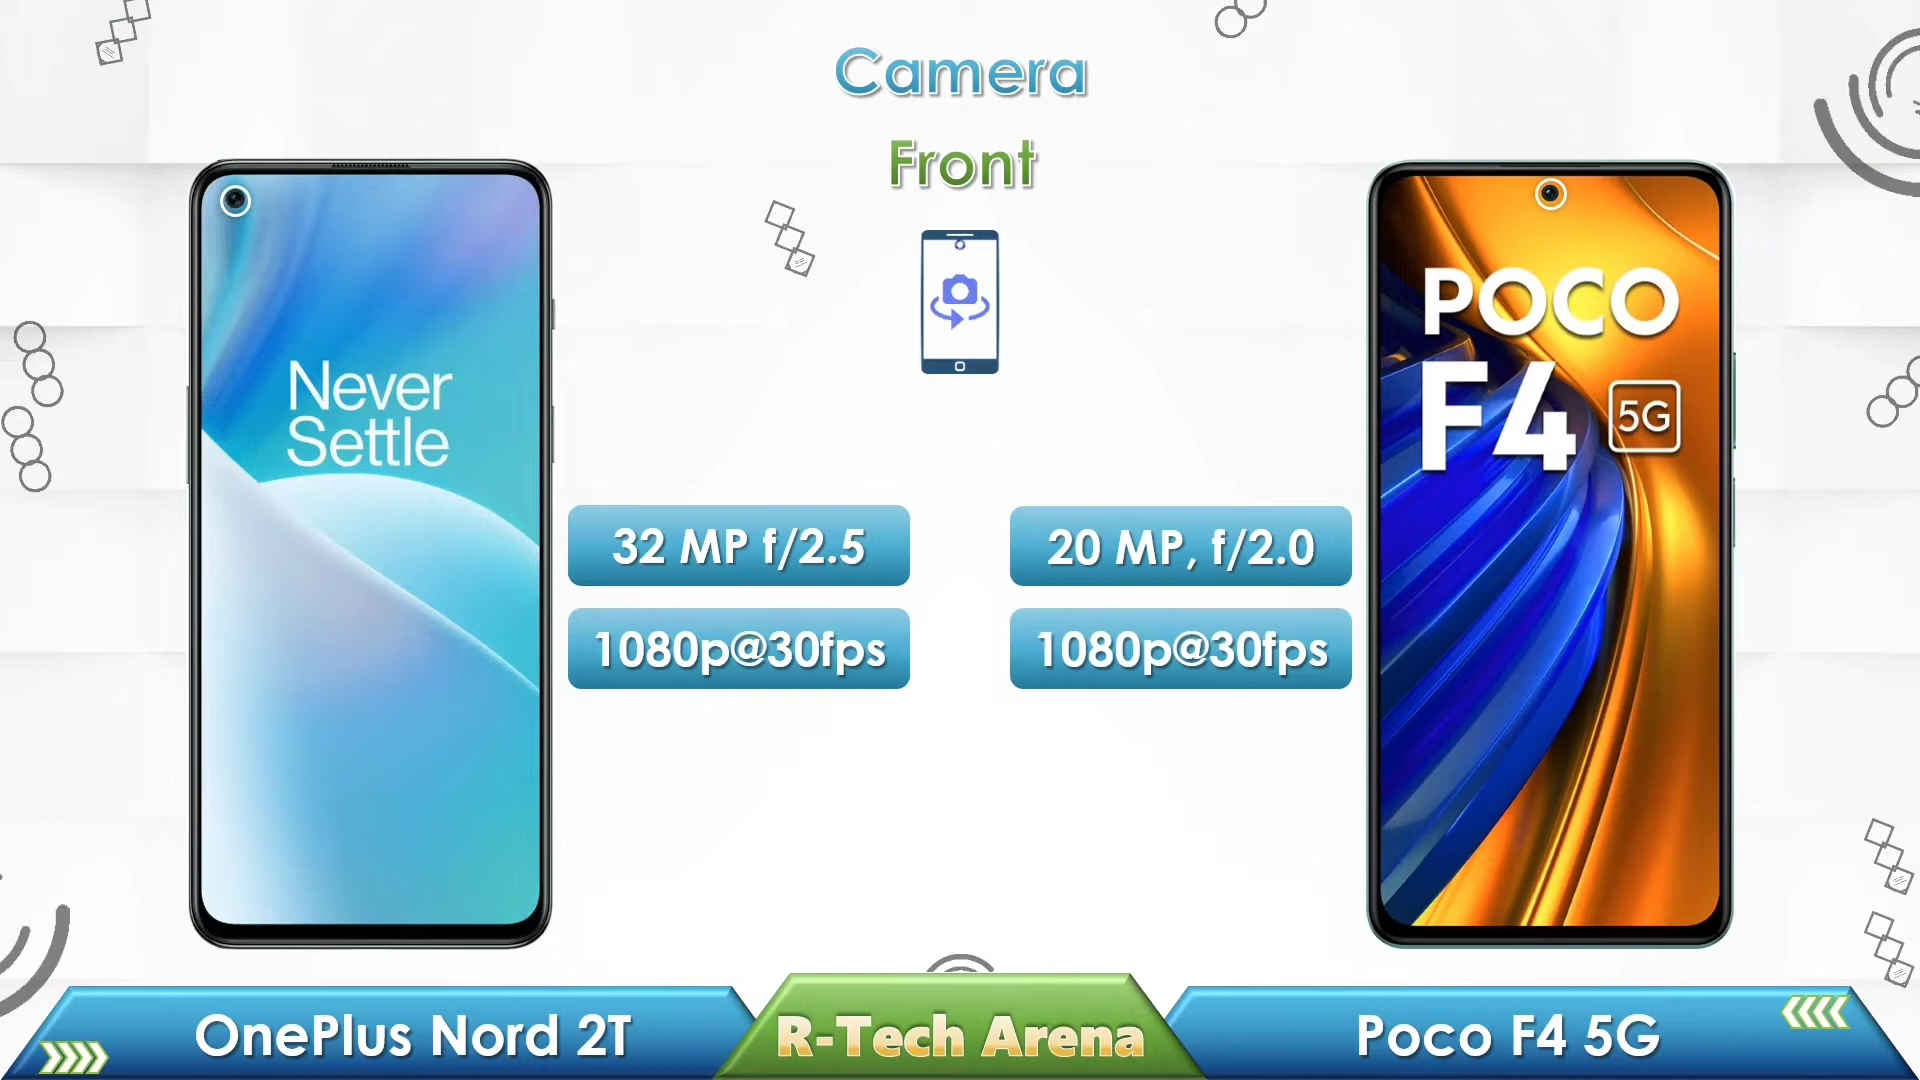 Camera
Front
Never
Settle
POCO
F4 5G
32 MP f/2.5
20 MP, f/2.0
1080p@30fps
1080p@30fps
OnePlus Nord 2T
R-Tech Arena
Poco F4 5G